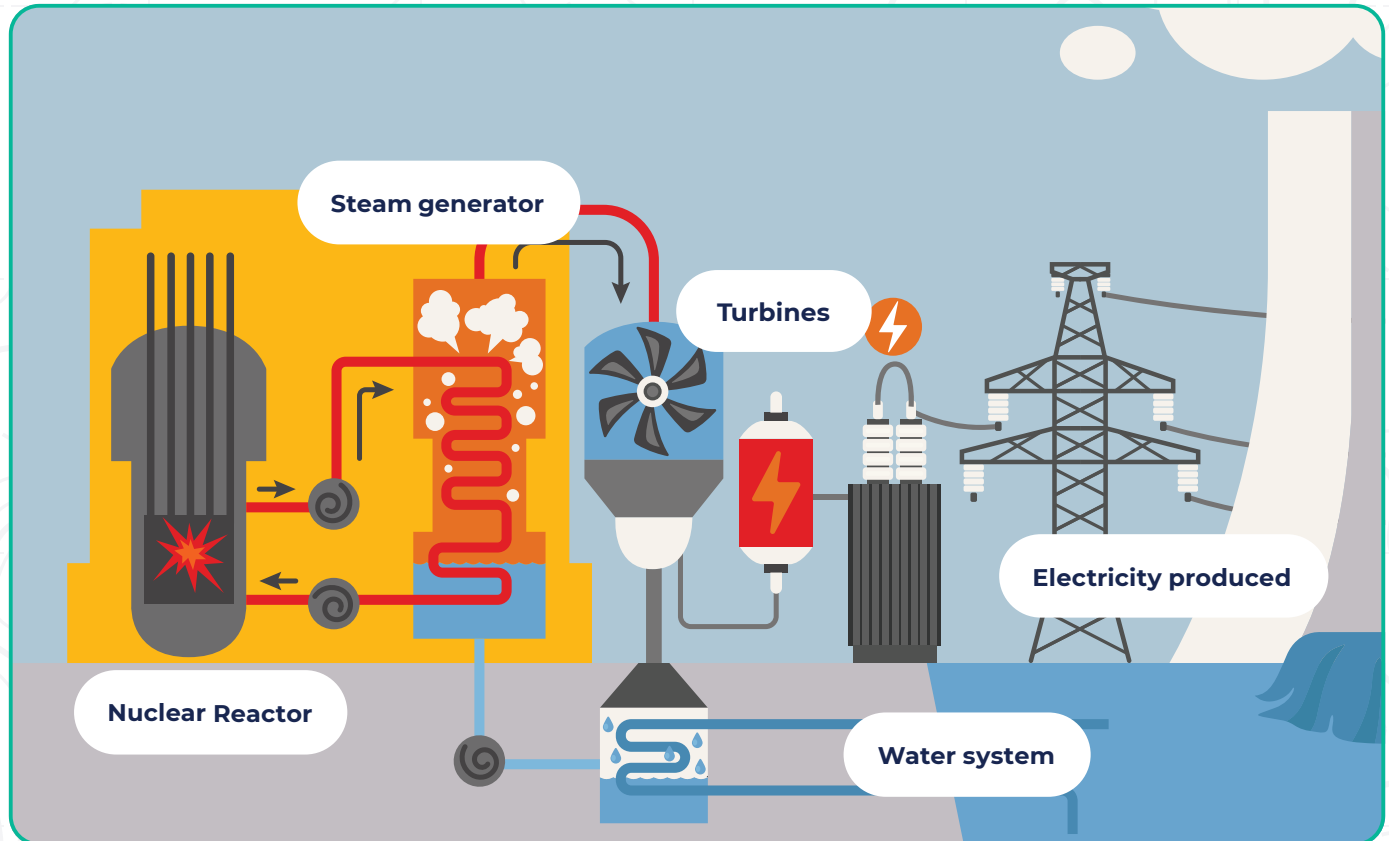 Steam generator
Turbines
Electricity produced
Nuclear Reactor
Water system